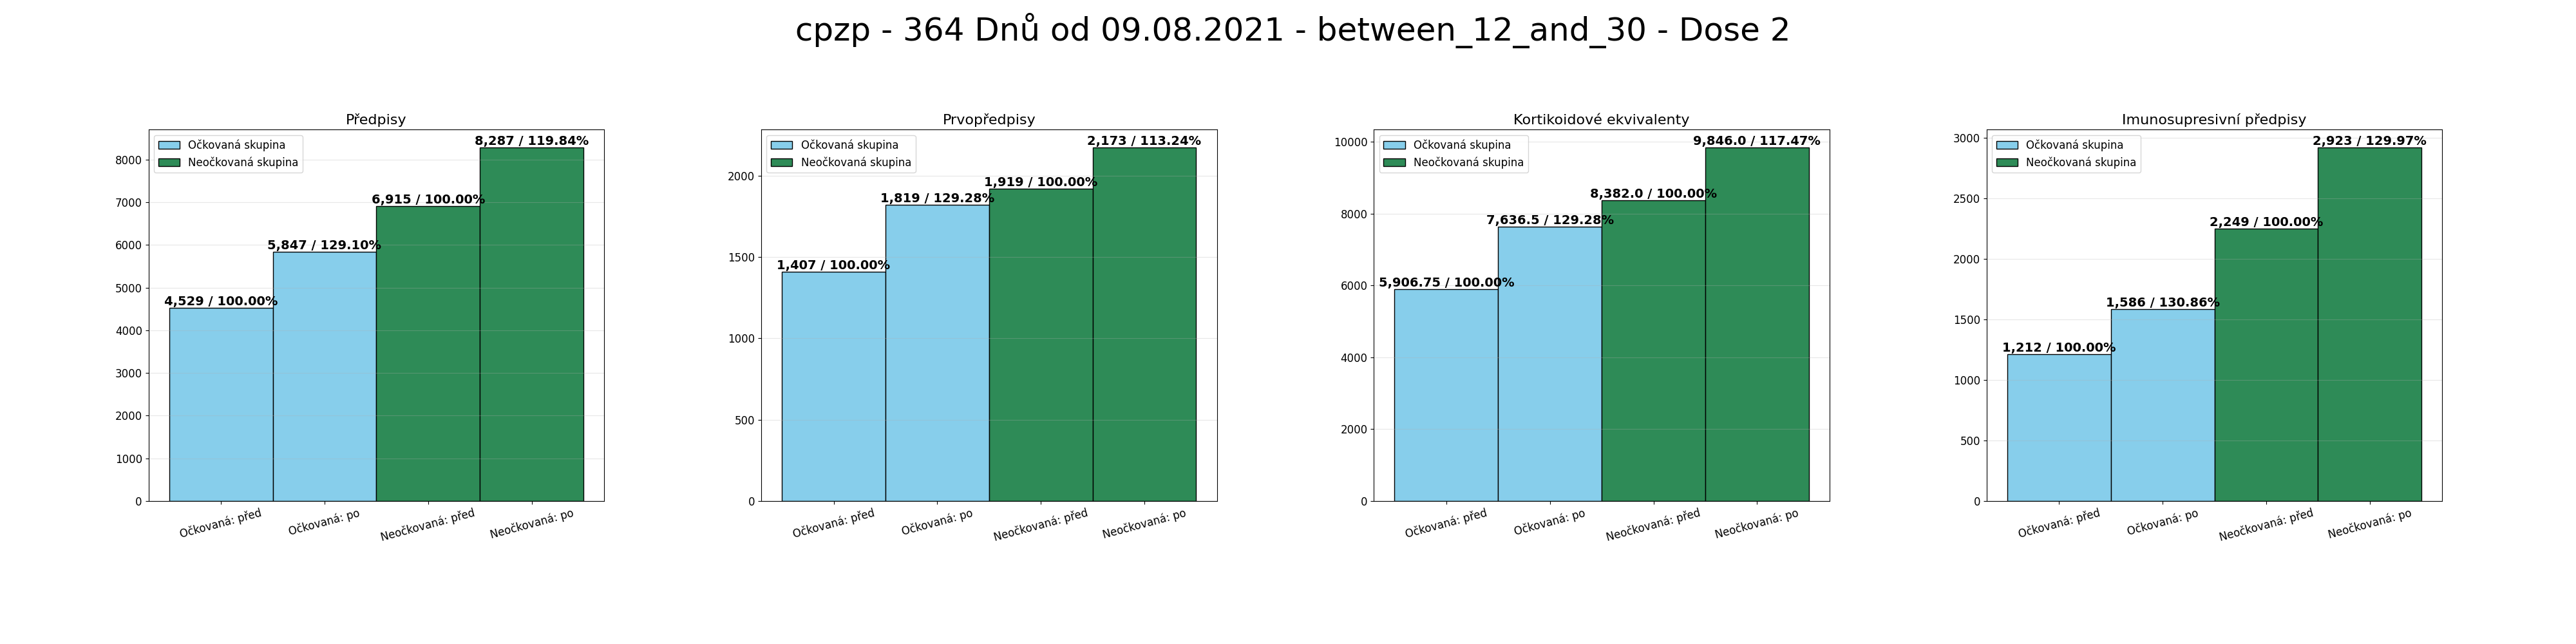 cpzp - 364 Dnů od 09.08.2021 - between_12_and_30 - Dose 2
Předpisy
Očkovaná skupina
Neočkovaná skupina
8,287 / 119.84%
6,915 / 100.00%
5,847 / 129.10%
4,529 / 100.00%
8000
7000
6000
5000
4000
3000
2000
1000
0
Očkovaná: před
Očkovaná: po
Neočkovaná: před
Neočkovaná: po
Prvopředpisy
Očkovaná skupina
Neočkovaná skupina
2,173 / 113.24%
1,919 / 100.00%
1,819 / 129.28%
1,407 / 100.00%
2000
1500
1000
500
0
Očkovaná: před
Očkovaná: po
Neočkovaná: před
Neočkovaná: po
Kortikoidové ekvivalenty
Očkovaná skupina
Neočkovaná skupina
9,846.0 / 117.47%
8,382.0 / 100.00%
7,636.5 / 129.28%
5,906.75 / 100.00%
10000
8000
6000
4000
2000
0
Očkovaná: před
Očkovaná: po
Neočkovaná: před
Neočkovaná: po
Imunosupresivní předpisy
Očkovaná skupina
Neočkovaná skupina
2,923 / 129.97%
2,249 / 100.00%
1,586 / 130.86%
1,212 / 100.00%
3000
2500
2000
1500
1000
500
0
Očkovaná: před
Očkovaná: po
Neočkovaná: před
Neočkovaná: po